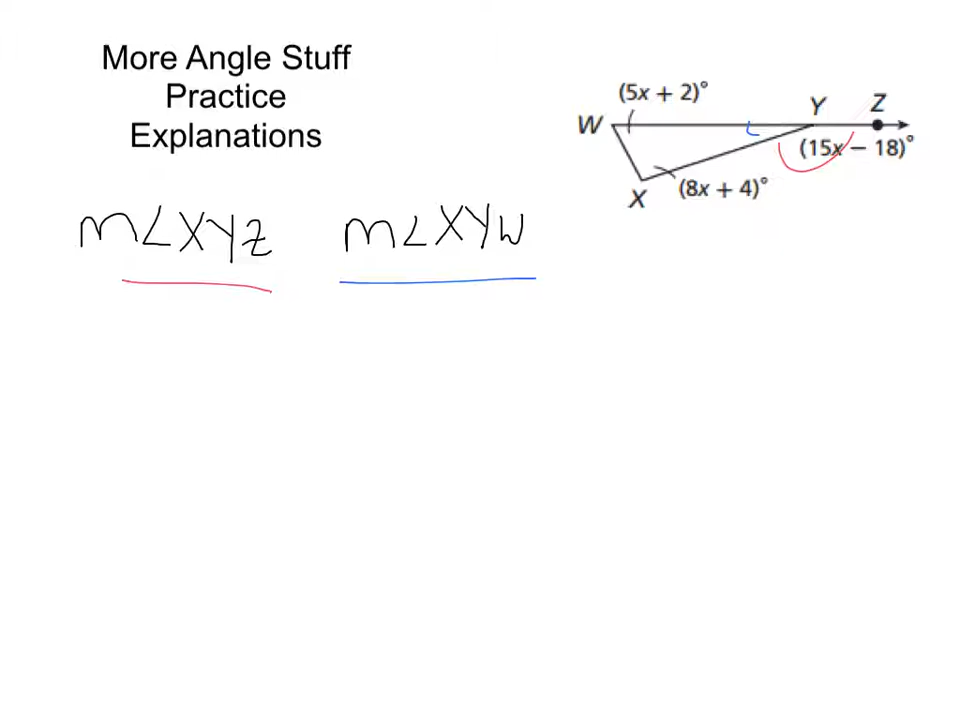 More Angle Stuff
Practice
Explanations
(5x + 2)°
W
Y
Z
(15x − 18)°
(8x + 4)°
X
m∠XYZ m∠XYW